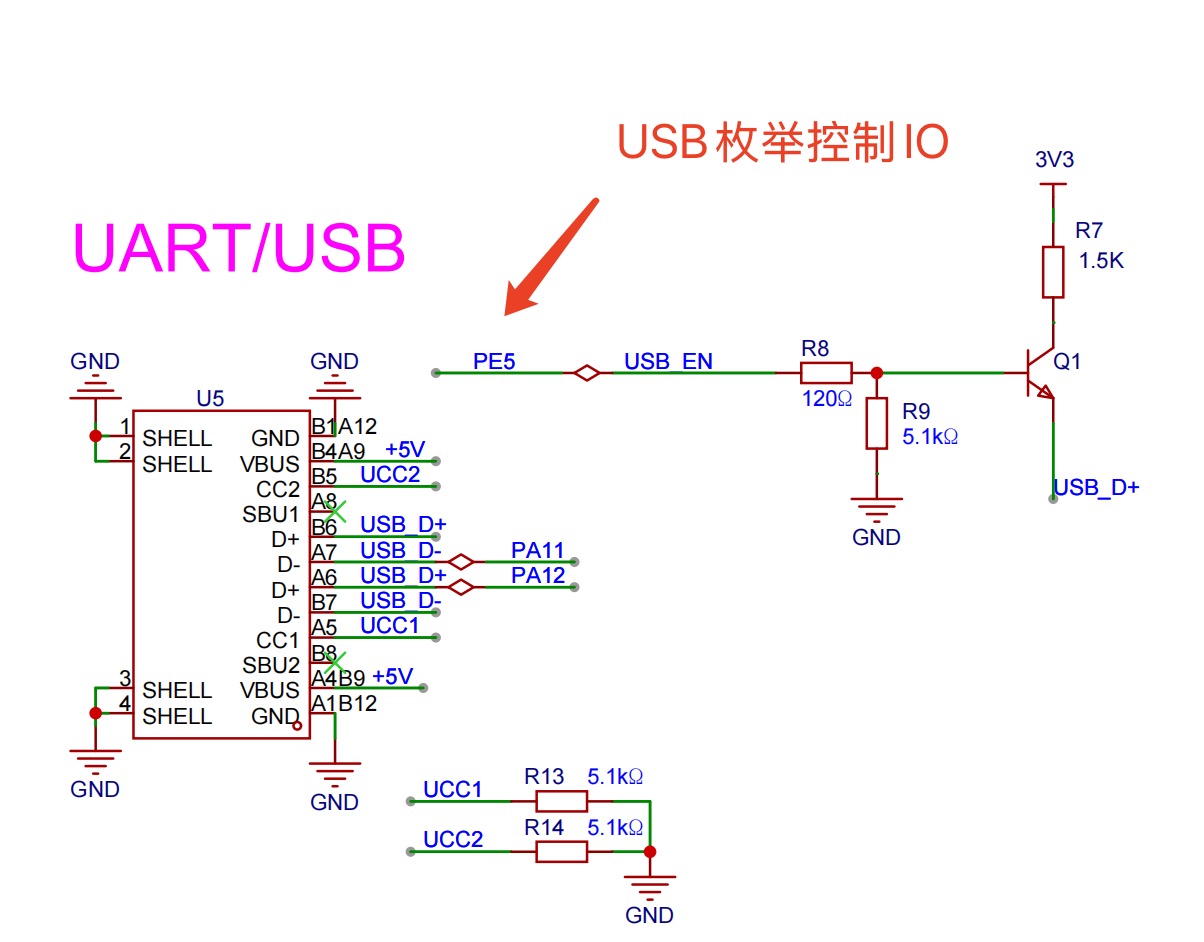 USB枚举控制IO
3V3
R7
1.5K
UART/USB
GND
GND
PE5
USB_EN
R8
120Ω
Q1
R9
5.1kΩ
USB_D+
GND
U5
1
SHELL
GND
B1A12
2
SHELL
VBUS
B4A9
+5V
CC2
B5
UCC2
SBU1
A8
D+
B6
USB_D+
D-
A7
USB_D-
PA11
D+
A6
USB_D+
PA12
D-
B7
USB_D-
CC1
A5
UCC1
SBU2
B8
3
SHELL
VBUS
A4B9
+5V
4
SHELL
GND
A1B12
GND
GND
UCC1
R13
5.1kΩ
UCC2
R14
5.1kΩ
GND